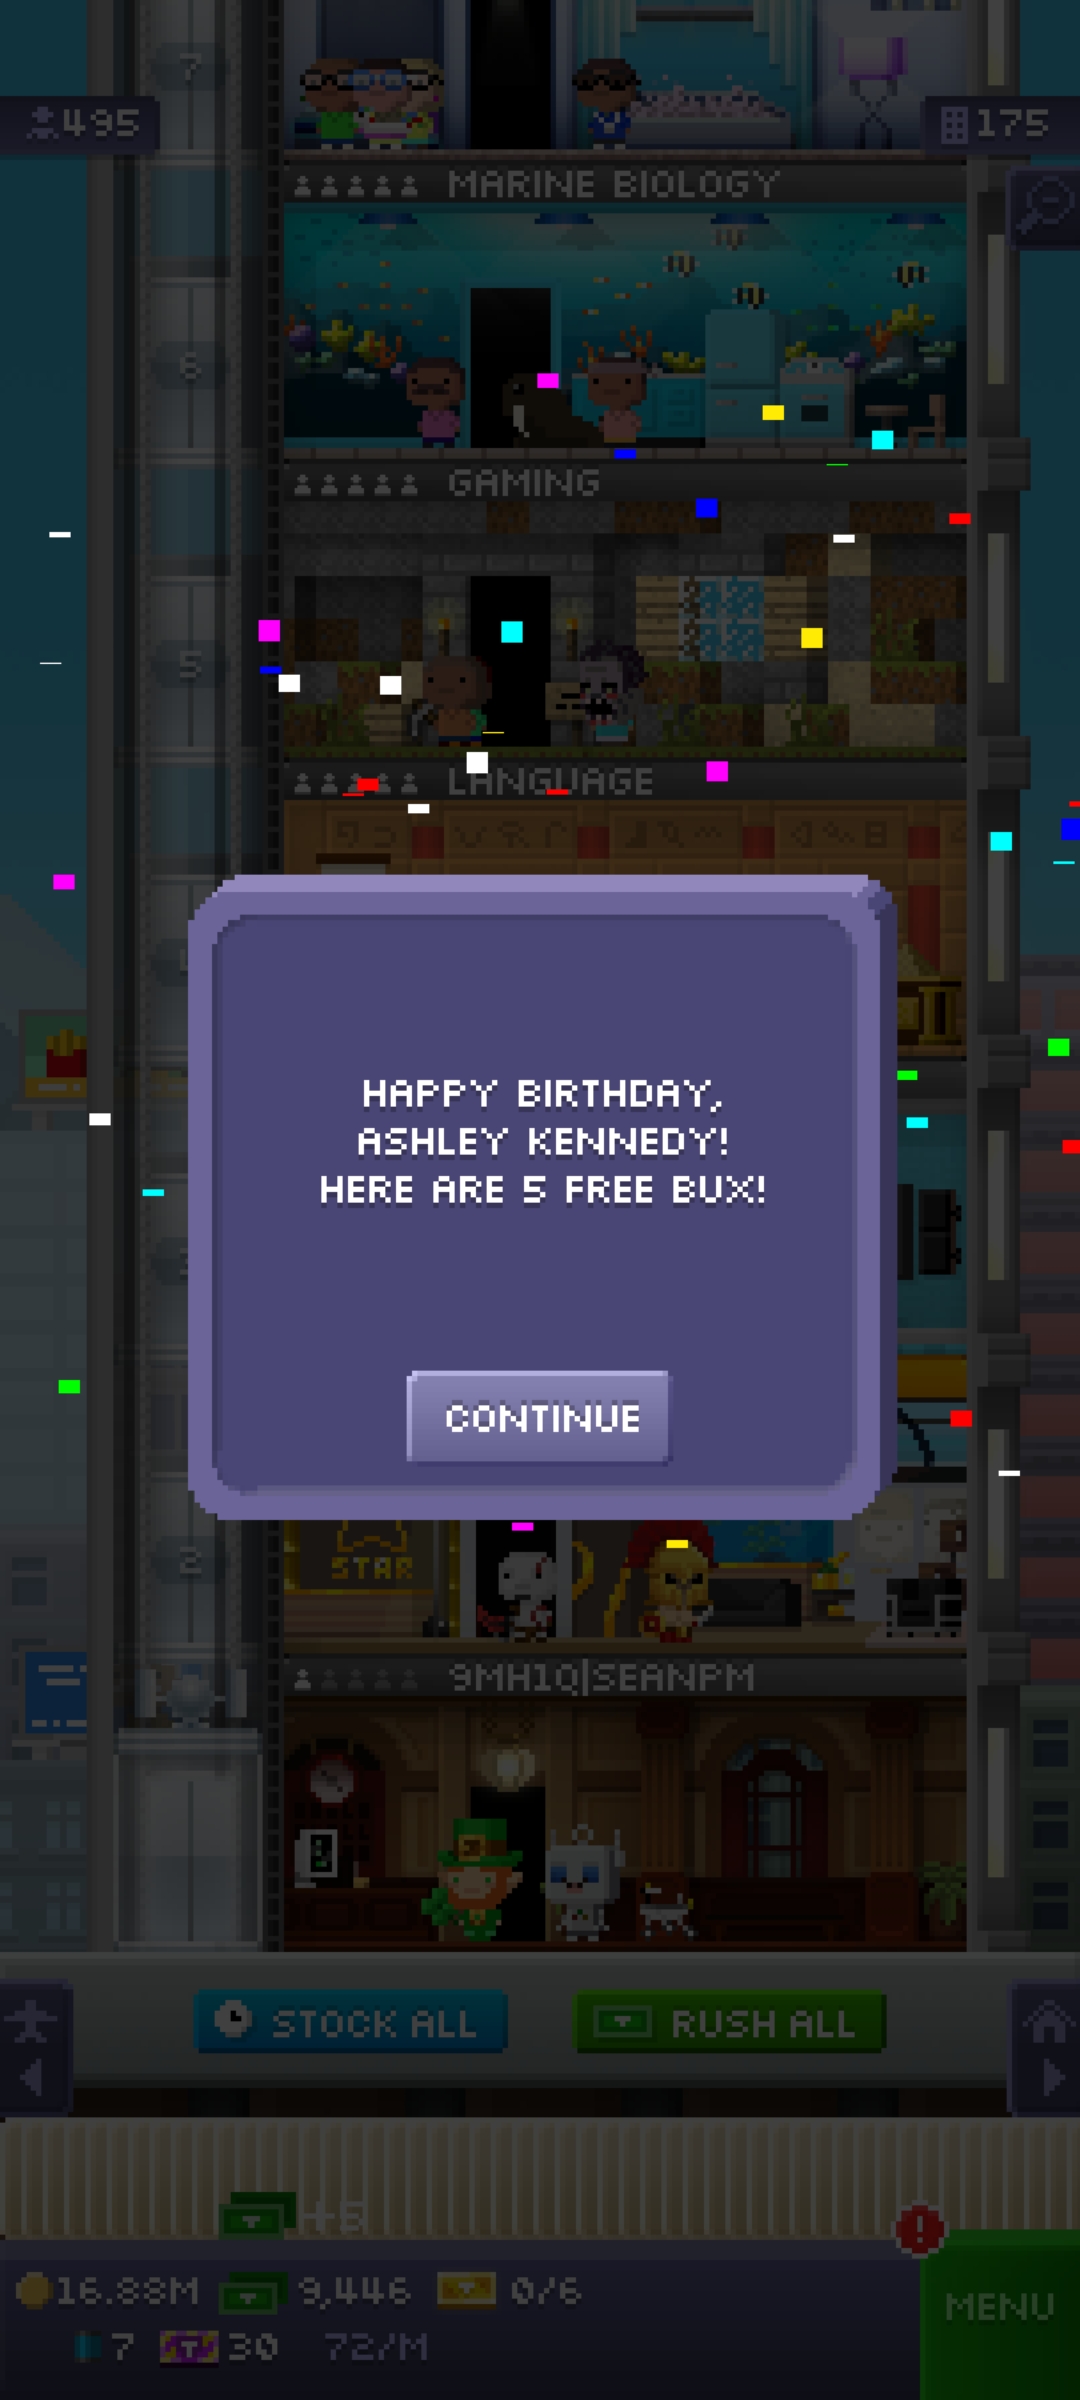 7
495
175
MARINE BIOLOGY
6
GAMING
5
LANGUAGE
HAPPY BIRTHDAY,
ASHLEY KENNEDY!
HERE ARE 5 FREE BUX!
CONTINUE
STAR
2
9MH1Q|SEANPM
STOCK ALL
RUSH ALL
+5
16.88M 9,446 0/6
7 30 72/M
!
MENU